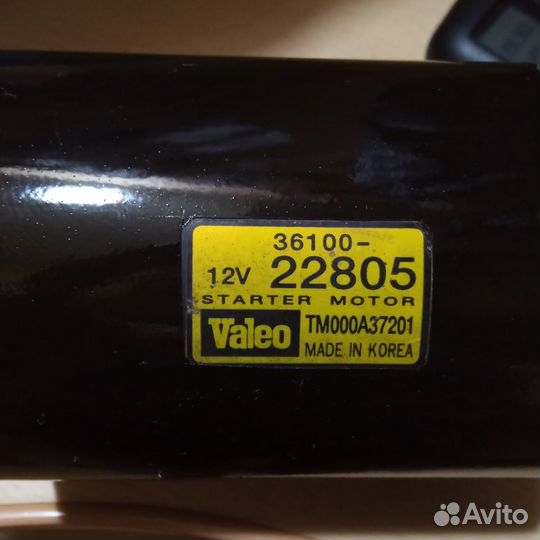 36100-
12V 22805
STARTER MOTOR
Valeo TM000A37201
MADE IN KOREA
Avito